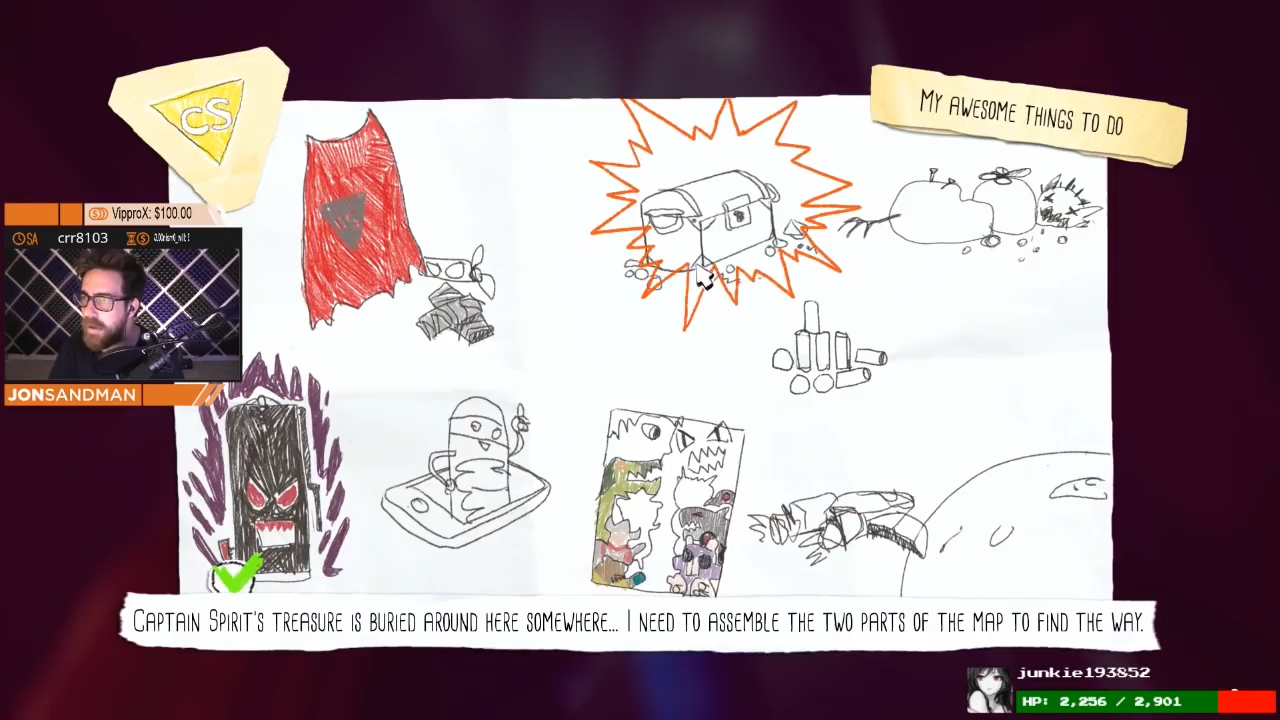 CS
MY AWESOME THINGS TO DO
VipproX: $100.00
SA crr8103
JONSANDMAN
CAPTAIN SPIRIT'S TREASURE IS BURIED AROUND HERE SOMEWHERE... I NEED TO ASSEMBLE THE TWO PARTS OF THE MAP TO FIND THE WAY.
junkie193852
HP: 2,256 / 2,901